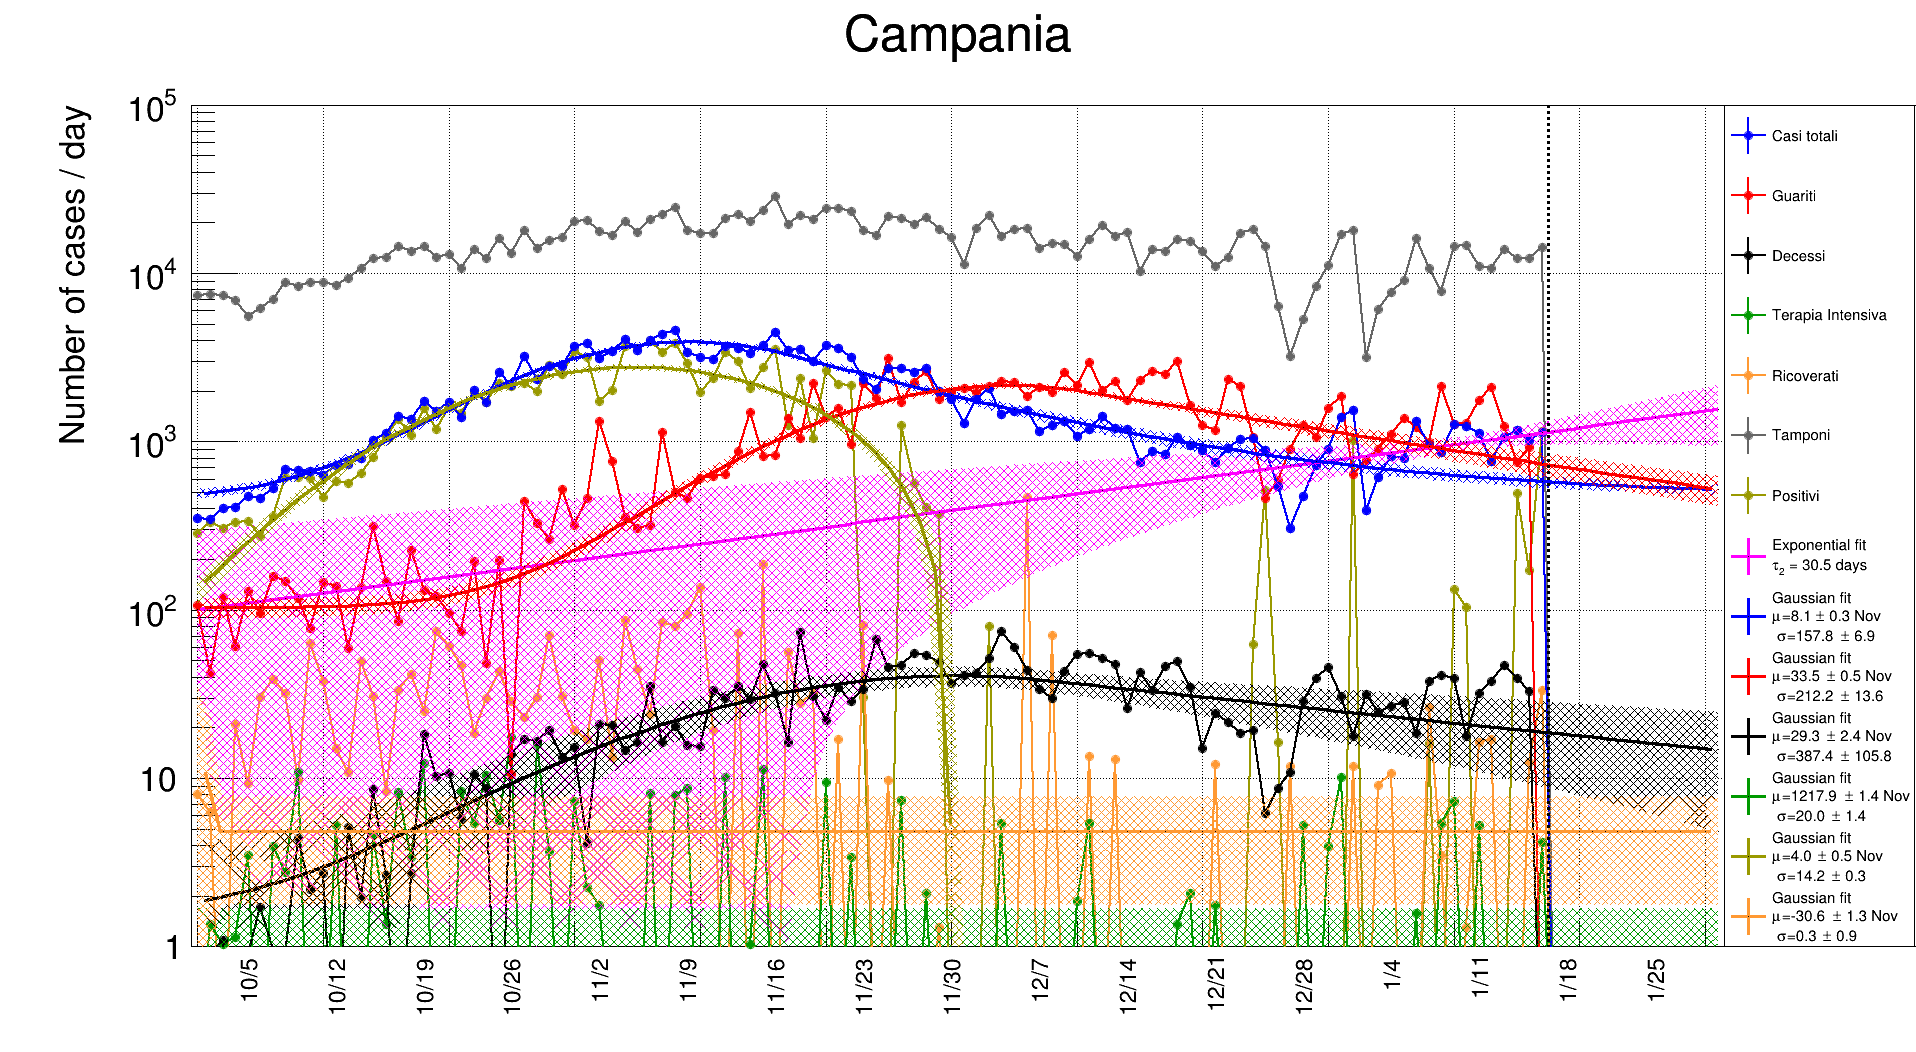 Campania
Number of cases / day
10^5
10^4
10^3
10^2
10
1
10/5
10/12
10/19
10/26
11/2
11/9
11/16
11/23
11/30
12/7
12/14
12/21
12/28
1/4
1/11
1/18
1/25
Casi totali
Guariti
Decessi
Terapia Intensiva
Ricoverati
Tamponi
Positivi
Exponential fit
τ₂ = 30.5 days
Gaussian fit
μ=8.1 ± 0.3 Nov
σ=157.8 ± 6.9
Gaussian fit
μ=33.5 ± 0.5 Nov
σ=212.2 ± 13.6
Gaussian fit
μ=29.3 ± 2.4 Nov
σ=387.4 ± 105.8
Gaussian fit
μ=1217.9 ± 1.4 Nov
σ=20.0 ± 1.4
Gaussian fit
μ=4.0 ± 0.5 Nov
σ=14.2 ± 0.3
Gaussian fit
μ=-30.6 ± 1.3 Nov
σ=0.3 ± 0.9